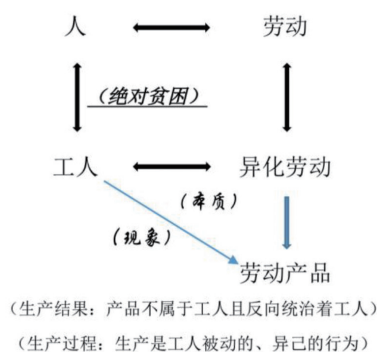 人 劳动
（绝对贫困）
工人 异化劳动
（本质）
（现象）
劳动产品
（生产结果：产品不属于工人且反向统治着工人）
（生产过程：生产是工人被动的、异己的行为）